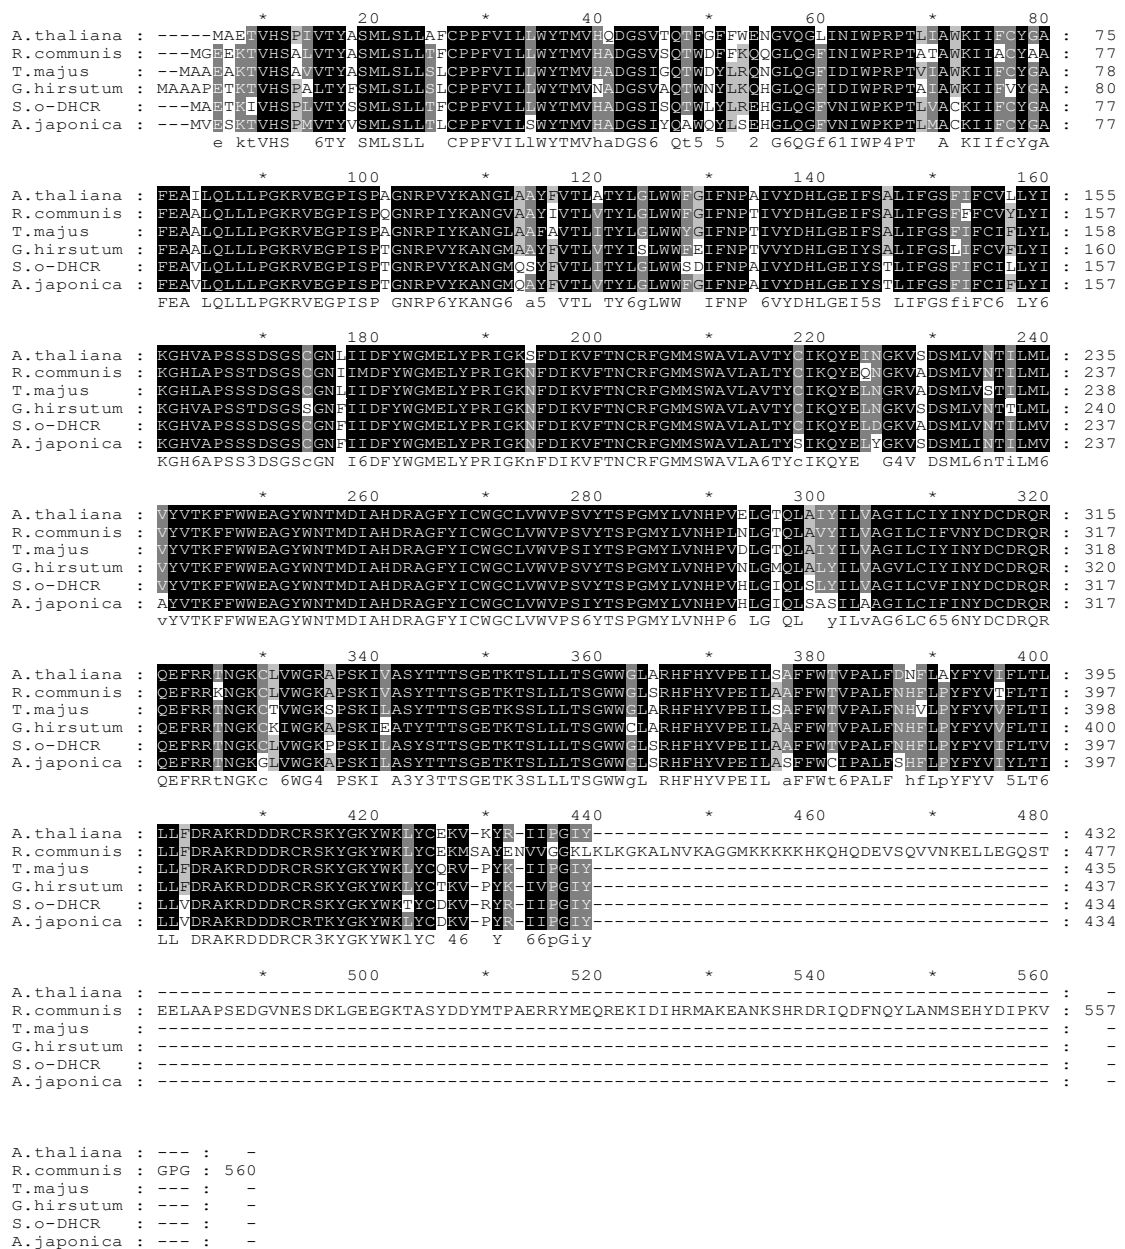 * 20 * 40 * 60 * 80
A.thaliana : -----MAETVHSPIVTYASMLSLLAFCPPFVILLWYTMVHQDGSVTQTFGFFWENGVQGLINIWPRPTLIAWKIIFCYGA : 75
R.communis : ---MGEEKTVHSALVTYASMLSLLSFCPPFVILLWYTMVHADGSVSQTWDFFKQQGLQGFINIWPRPTATAWKIIACYAA : 77
T.majus : --MAAEAKTVHSAVVTYASMLSLLSLCPPFVILLWYTMVHADGSIGQTWDYLRQNGLQGFIDIWPRPTVIAWKIIFCYGA : 78
G.hirsutum : MAAAPETKTVHSPALTYFSMLSLLSLCPPFVILLWYTMVNADGSVAQTWNYLKQHGLQGFIDIWPRPTAIAWKIIFVYGA : 80
S.o-DHCR : ---MAETKIVHSPLVTYSSMLSLLTFCPPFVILLWYTMVHADGSISQTWLYLREHGLQGFVNIWPKPTLVACKIIFCYGA : 77
A.japonica : ---MVESKTVHSPMVTYVSMLSLLTLCPPFVILSWYTMVHADGSIYQAWQYLSEHGLQGFVNIWPKPTLMACKIIFCYGA : 77
e ktVHS 6TY SMLSLL CPPFVILlWYTMVhaDGS6 Qt5 5 2 G6QGf61IWP4PT A KIIfcYgA
* 100 * 120 * 140 * 160
A.thaliana : FEAILQLLLPGKRVEGPISPAGNRPVYKANGLAAYFVTLATYLGLWWFGIFNPAIVYDHLGEIFSALIFGSFIFCVLLYI : 155
R.communis : FEAALQLLLPGKRVEGPISPQGNRPIYKANGVAAYIVTLVTYLGLWWFGIFNPTIVYDHLGEIFSALIFGSFFFCVYLYI : 157
T.majus : FEAALQLLLPGKRVEGPISPAGNRPIYKANGLAAFAVTLITYLGLWWYGIFNPTIVYDHLGEIFSALIFGSFIFCIFLYL : 158
G.hirsutum : FEAALQLLLPGKRVEGPISPTGNRPVYKANGMAAYFVTLVTYISLWWFEIFNPTVVYDHLGEIYSALIFGSLIFCVFLYI : 160
S.o-DHCR : FEAVLQLLLPGKRVEGPISPTGNRPVYKANGMQSYFVTLITYLGLWWSDIFNPAIVYDHLGEIYSTLIFGSFIFCILLYI : 157
A.japonica : FEAVLQLLLPGKRVEGPISPTGNRPVYKANGMQAYFVTLVTYLGLWWFGIFNPAIVYDHLGEIYSTLIFGSFIFCIFLYI : 157
FEA LQLLLPGKRVEGPISP GNRP6YKANG6 a5 VTL TY6gLWW IFNP 6VYDHLGEI5S LIFGSfiFC6 LY6
* 180 * 200 * 220 * 240
A.thaliana : KGHVAPSSSDSGSCGNLIIDFYWGMELYPRIGKSFDIKVFTNCRFGMMSWAVLAVTYCIKQYEINGKVSDSMLVNTILML : 235
R.communis : KGHLAPSSTDSGSCGNIIMDFYWGMELYPRIGKNFDIKVFTNCRFGMMSWAVLALTYCIKQYEQNGKVADSMLVNTILML : 237
T.majus : KGHLAPSSSDSGSCGNLIIDFYWGMELYPRIGKNFDIKVFTNCRFGMMSWAVLAVTYCIKQYELNGRVADSMLVSTILML : 238
G.hirsutum : KGHVAPSSTDSGSSGNFIIDFYWGMELYPRIGKNFDIKVFTNCRFGMMSWAVLAVTYCIKQYELNGKVSDSMLVNTTLML : 240
S.o-DHCR : KGHVAPSSSDSGSCGNFIIDFYWGMELYPRIGKNFDIKVFTNCRFGMMSWAVLALTYCIKQYELDGKVADSMLVNTILMV : 237
A.japonica : KGHVAPSSSDSGSCGNFIIDFYWGMELYPRIGKNFDIKVFTNCRFGMMSWAVLALTYSIKQYELYGKVSDSMLINTILMV : 237
KGH6APSS3DSGScGN I6DFYWGMELYPRIGKnFDIKVFTNCRFGMMSWAVLA6TYcIKQYE G4V DSML6nTiLM6
* 260 * 280 * 300 * 320
A.thaliana : VYVTKFFWWEAGYWNTMDIAHDRAGFYICWGCLVWVPSVYTSPGMYLVNHPVELGTQLAIYILVAGILCIYINYDCDRQR : 315
R.communis : VYVTKFFWWEAGYWNTMDIAHDRAGFYICWGCLVWVPSVYTSPGMYLVNHPLNLGTQLAVYILVAGILCIFVNYDCDRQR : 317
T.majus : VYVTKFFWWEAGYWNTMDIAHDRAGFYICWGCLVWVPSIYTSPGMYLVNHPVDLGTQLAIYILVAGILCIYINYDCDRQR : 318
G.hirsutum : VYVTKFFWWEAGYWNTMDIAHDRAGFYICWGCLVWVPSVYTSPGMYLVNHPVNLGMQLALYILVAGVLCIYINYDCDRQR : 320
S.o-DHCR : VYVTKFFWWEAGYWNTMDIAHDRAGFYICWGCLVWVPSVYTSPGMYLVNHPVHLGIQLSLYILVAGILCVFINYDCDRQR : 317
A.japonica : AYVTKFFWWEAGYWNTMDIAHDRAGFYICWGCLVWVPSIYTSPGMYLVNHPVHLGIQLSASILAAGILCIFINYDCDRQR : 317
vYVTKFFWWEAGYWNTMDIAHDRAGFYICWGCLVWVPS6YTSPGMYLVNHP6 LG QL yILvAG6LC656NYDCDRQR
* 340 * 360 * 380 * 400
A.thaliana : QEFRRTNGKCLVWGRAPSKIVASYTTTSGETKTSLLLTSGWWGLARHFHYVPEILSAFFWTVPALFDNFLAYFYVIFLTL : 395
R.communis : QEFRRKNGKCLVWGKAPSKIVASYTTTSGETKTSLLLTSGWWGLSRHFHYVPEILAAFFWTVPALFNHFLPYFYVTFLTI : 397
T.majus : QEFRRTNGKCTVWGKSPSKILASYTTTSGETKSSLLLTSGWWGLARHFHYVPEILSAFFWTVPALFNHVLPYFYVVFLTI : 398
G.hirsutum : QEFRRTNGKCKIWGKAPSKIEATYTTTSGETKTSLLLTSGWWCLARHFHYVPEILAAFFWTVPALFNHFLPYFYVVFLTI : 400
S.o-DHCR : QEFRRTNGKCLVWGKPPSKILASYSTTSGETKTSLLLTSGWWGLSRHFHYVPEILAAFFWTVPALFNHFLPYFYVIFLTV : 397
A.japonica : QEFRRTNGKGLVWGKAPSKILASYTTTSGETKTSLLLTSGWWGLSRHFHYVPEILASFFWCIPALFSHFLPYFYVIYLTI : 397
QEFRRtNGKc 6WG4 PSKI A3Y3TTSGETK3SLLLTSGWWgL RHFHYVPEIL aFFWt6PALF hfLpYFYV 5LT6
* 420 * 440 * 460 * 480
A.thaliana : LLFDRAKRDDDRCRSKYGKYWKLYCEKV-KYR-IIPGIY---------------------------------------- : 432
R.communis : LLFDRAKRDDDRCRSKYGKYWKLYCEKMSAYENVVGGKLKLKGKALNVKAGGMKKKKKHKQHQDEVSQVVNKELLEGQST : 477
T.majus : LLFDRAKRDDDRCRSKYGKYWKLYCQRV-PYK-IIPGIY---------------------------------------- : 435
G.hirsutum : LLFDRAKRDDDRCRSKYGKYWKLYCTKV-PYK-IVPGIY---------------------------------------- : 437
S.o-DHCR : LLVDRAKRDDDRCRSKYGKYWKTYCDKV-RYR-IIPGIY---------------------------------------- : 434
A.japonica : LLVDRAKRDDDRCRTKYGKYWKLYCDKV-PYR-IIPGIY---------------------------------------- : 434
LL DRAKRDDDRCR3KYGKYWKlYC 46 Y 66pGiy
* 500 * 520 * 540 * 560
A.thaliana : -------------------------------------------------------------------------------- : -
R.communis : EELAAPSEDGVNESDKLGEEGKTASYDDYMTPAERRYMEQREKIDIHRMAKEANKSHRDRIQDFNQYLANMSEHYDIPKV : 557
T.majus : -------------------------------------------------------------------------------- : -
G.hirsutum : -------------------------------------------------------------------------------- : -
S.o-DHCR : -------------------------------------------------------------------------------- : -
A.japonica : -------------------------------------------------------------------------------- : -
A.thaliana : --- : -
R.communis : GPG : 560
T.majus : --- : -
G.hirsutum : --- : -
S.o-DHCR : --- : -
A.japonica : --- : -